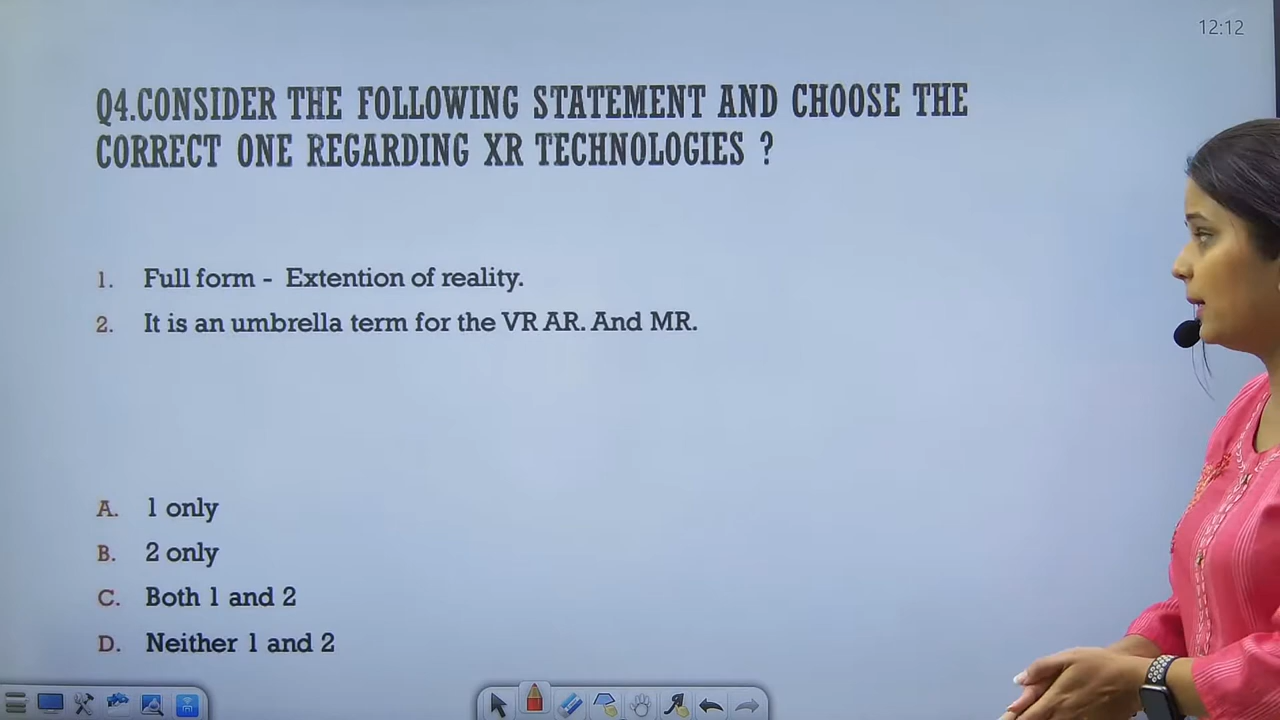 12:12
Q4.CONSIDER THE FOLLOWING STATEMENT AND CHOOSE THE
CORRECT ONE REGARDING XR TECHNOLOGIES ?
1. Full form - Extention of reality.
2. It is an umbrella term for the VR AR. And MR.
A. 1 only
B. 2 only
C. Both 1 and 2
D. Neither 1 and 2